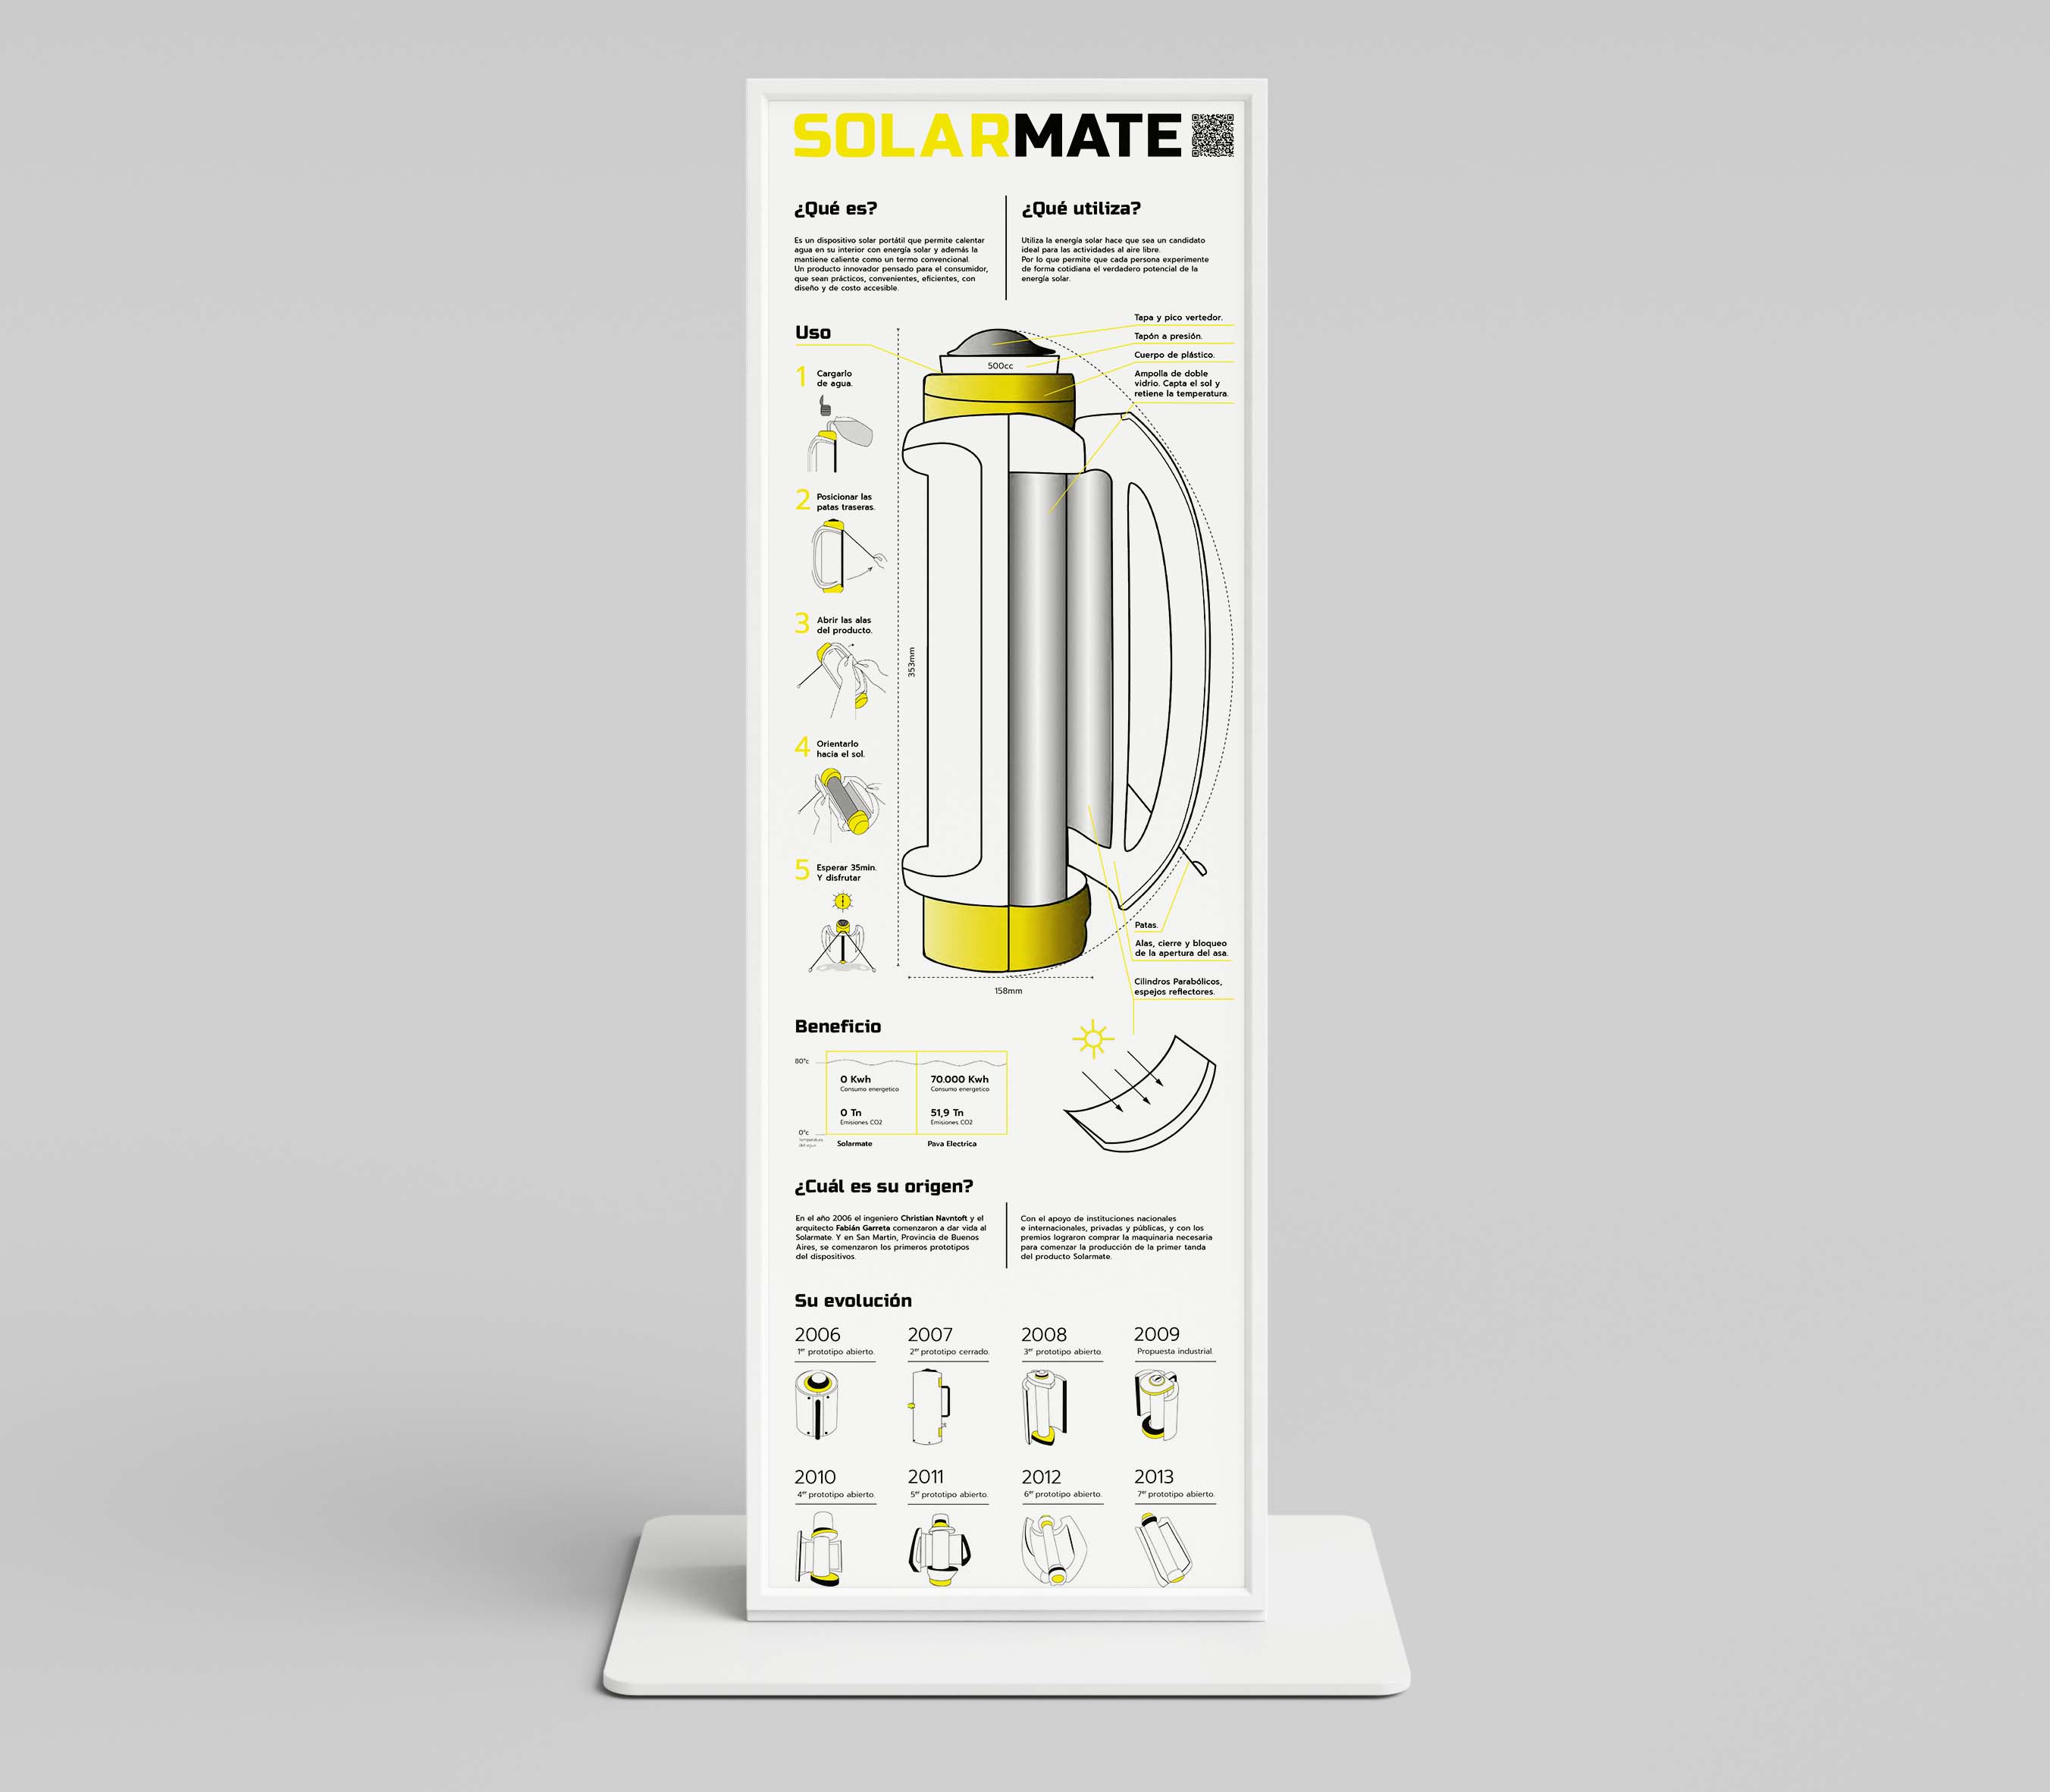 SOLARMATE
¿Qué es?
Es un dispositivo solar portátil que permite calentar
agua en su interior con energía solar y además la
mantiene caliente como un termo convencional.
Un producto innovador pensado para el consumidor,
que sean prácticos, convenientes, eficientes, con
diseño y de costo accesible.
¿Qué utiliza?
Utiliza la energía solar hace que sea un candidato
ideal para las actividades al aire libre.
Por lo que permite que cada persona experimente
de forma cotidiana el verdadero potencial de la
energía solar.
Uso
1 Cargarlo
de agua.
2 Posicionar las
patas traseras.
3 Abrir las alas
del producto.
4 Orientarlo
hacia el sol.
5 Esperar 35min.
Y disfrutar
500cc
353mm
158mm
Tapa y pico vertedor.
Tapón a presión.
Cuerpo de plástico.
Ampolla de doble
vidrio. Capta el sol y
retiene la temperatura.
Patas.
Alas, cierre y bloqueo
de la apertura del asa.
Cilindros Parabólicos,
espejos reflectores.
Beneficio
80°c
0°c
Temperatura
del agua
0 Kwh
Consumo energetico
0 Tn
Emisiones CO2
Solarmate
70.000 Kwh
Consumo energetico
51,9 Tn
Emisiones CO2
Pava Electrica
¿Cuál es su origen?
En el año 2006 el ingeniero Christian Navntoft y el
arquitecto Fabián Garreta comenzaron a dar vida al
Solarmate. Y en San Martin, Provincia de Buenos
Aires, se comenzaron los primeros prototipos
del dispositivos.
Con el apoyo de instituciones nacionales
e internacionales, privadas y públicas, y con los
premios lograron comprar la maquinaria necesaria
para comenzar la producción de la primer tanda
del producto Solarmate.
Su evolución
2006
1er prototipo abierto.
2007
2er prototipo cerrado.
2008
3er prototipo abierto.
2009
Propuesta industrial.
2010
4er prototipo abierto.
2011
5er prototipo abierto.
2012
6er prototipo abierto.
2013
7er prototipo abierto.